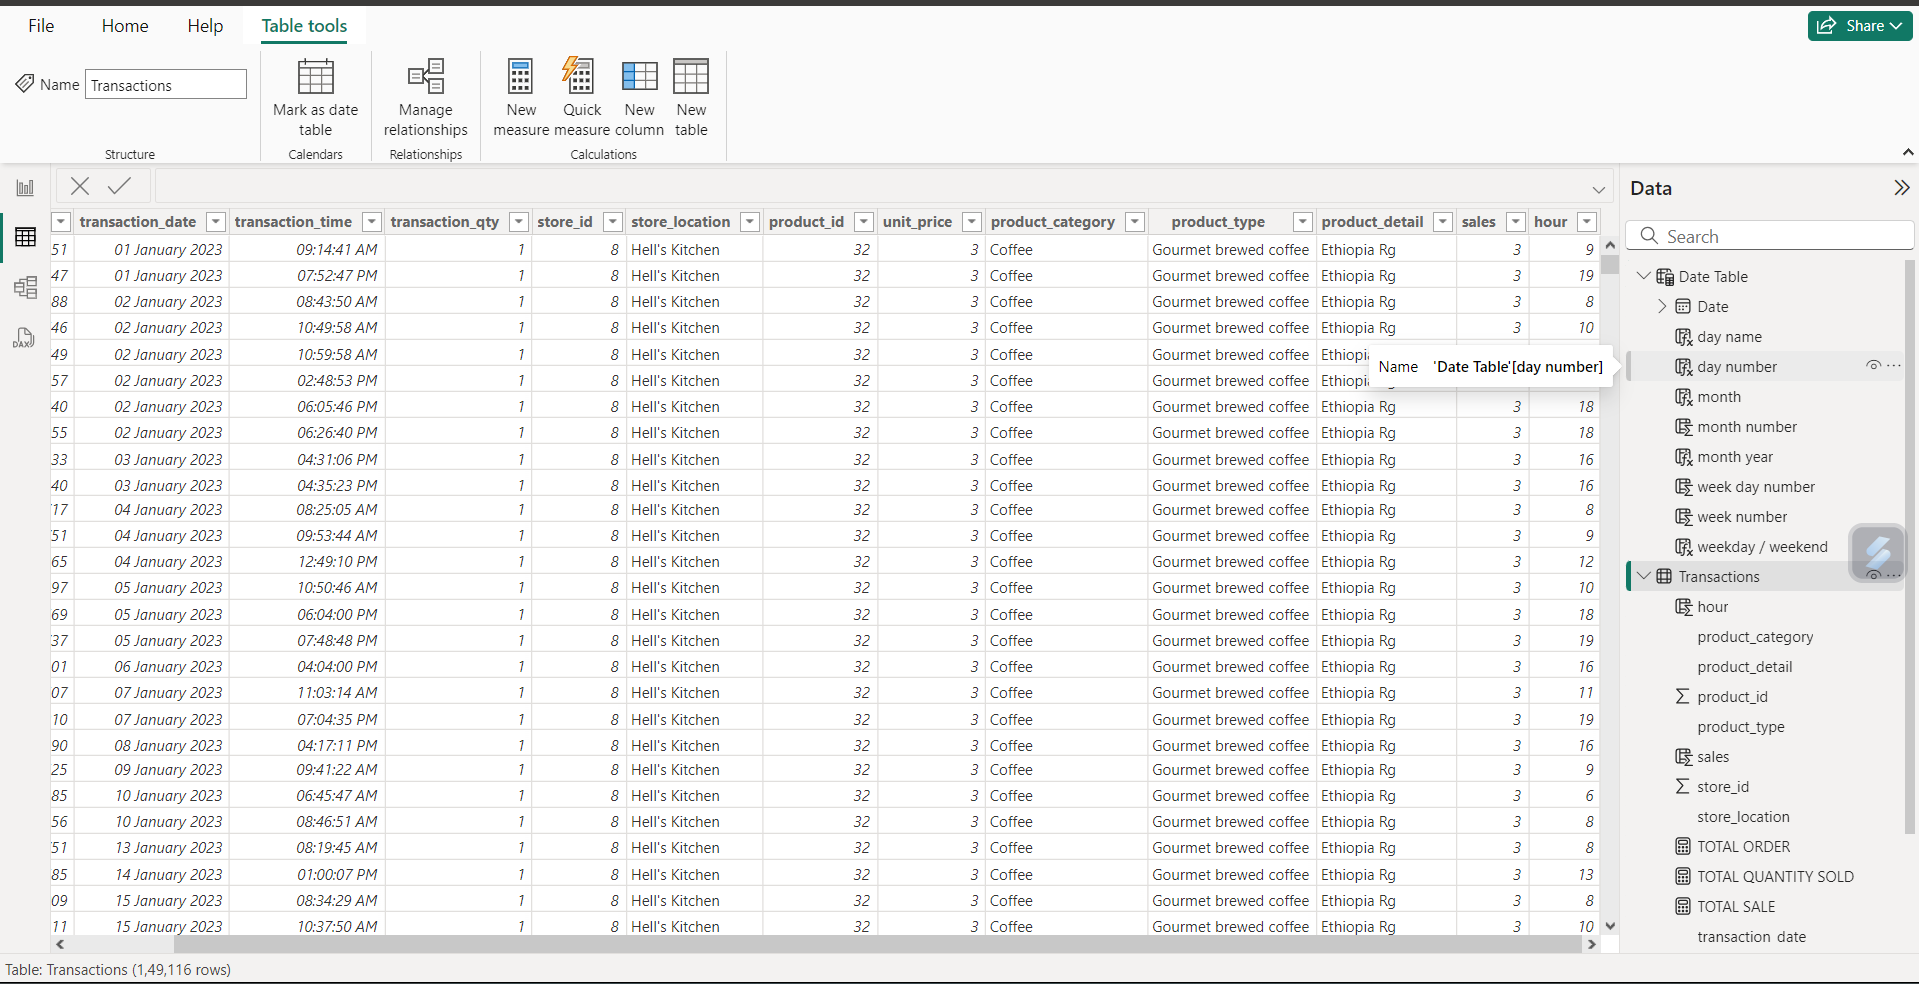 File Home Help Table tools Share
Name Transactions
Mark as date table
Manage relationships
New measure Quick measure New column New table
Structure Calendars Relationships Calculations
transaction_date transaction_time transaction_qty store_id store_location product_id unit_price product_category product_type product_detail sales hour
51 01 January 2023 09:14:41 AM 1 8 Hell's Kitchen 32 3 Coffee Gourmet brewed coffee Ethiopia Rg 3 9
47 01 January 2023 07:52:47 PM 1 8 Hell's Kitchen 32 3 Coffee Gourmet brewed coffee Ethiopia Rg 3 19
88 02 January 2023 08:43:50 AM 1 8 Hell's Kitchen 32 3 Coffee Gourmet brewed coffee Ethiopia Rg 3 8
46 02 January 2023 10:49:58 AM 1 8 Hell's Kitchen 32 3 Coffee Gourmet brewed coffee Ethiopia Rg 3 10
49 02 January 2023 10:59:58 AM 1 8 Hell's Kitchen 32 3 Coffee Gourmet brewed coffee
57 02 January 2023 02:48:53 PM 1 8 Hell's Kitchen 32 3 Coffee Gourmet brewed coffee
Name 'Date Table'[day number]
40 02 January 2023 06:05:46 PM 1 8 Hell's Kitchen 32 3 Coffee Gourmet brewed coffee Ethiopia Rg 3 18
55 02 January 2023 06:26:40 PM 1 8 Hell's Kitchen 32 3 Coffee Gourmet brewed coffee Ethiopia Rg 3 18
33 03 January 2023 04:31:06 PM 1 8 Hell's Kitchen 32 3 Coffee Gourmet brewed coffee Ethiopia Rg 3 16
40 03 January 2023 04:35:23 PM 1 8 Hell's Kitchen 32 3 Coffee Gourmet brewed coffee Ethiopia Rg 3 16
17 04 January 2023 08:25:05 AM 1 8 Hell's Kitchen 32 3 Coffee Gourmet brewed coffee Ethiopia Rg 3 8
51 04 January 2023 09:53:44 AM 1 8 Hell's Kitchen 32 3 Coffee Gourmet brewed coffee Ethiopia Rg 3 9
65 04 January 2023 12:49:10 PM 1 8 Hell's Kitchen 32 3 Coffee Gourmet brewed coffee Ethiopia Rg 3 12
97 05 January 2023 10:50:46 AM 1 8 Hell's Kitchen 32 3 Coffee Gourmet brewed coffee Ethiopia Rg 3 10
69 05 January 2023 06:04:00 PM 1 8 Hell's Kitchen 32 3 Coffee Gourmet brewed coffee Ethiopia Rg 3 18
37 05 January 2023 07:48:48 PM 1 8 Hell's Kitchen 32 3 Coffee Gourmet brewed coffee Ethiopia Rg 3 19
01 06 January 2023 04:04:00 PM 1 8 Hell's Kitchen 32 3 Coffee Gourmet brewed coffee Ethiopia Rg 3 16
07 07 January 2023 11:03:14 AM 1 8 Hell's Kitchen 32 3 Coffee Gourmet brewed coffee Ethiopia Rg 3 11
10 07 January 2023 07:04:35 PM 1 8 Hell's Kitchen 32 3 Coffee Gourmet brewed coffee Ethiopia Rg 3 19
90 08 January 2023 04:17:11 PM 1 8 Hell's Kitchen 32 3 Coffee Gourmet brewed coffee Ethiopia Rg 3 16
25 09 January 2023 09:41:22 AM 1 8 Hell's Kitchen 32 3 Coffee Gourmet brewed coffee Ethiopia Rg 3 9
85 10 January 2023 06:45:47 AM 1 8 Hell's Kitchen 32 3 Coffee Gourmet brewed coffee Ethiopia Rg 3 6
56 10 January 2023 08:46:51 AM 1 8 Hell's Kitchen 32 3 Coffee Gourmet brewed coffee Ethiopia Rg 3 8
51 13 January 2023 08:19:45 AM 1 8 Hell's Kitchen 32 3 Coffee Gourmet brewed coffee Ethiopia Rg 3 8
85 14 January 2023 01:00:07 PM 1 8 Hell's Kitchen 32 3 Coffee Gourmet brewed coffee Ethiopia Rg 3 13
09 15 January 2023 08:34:29 AM 1 8 Hell's Kitchen 32 3 Coffee Gourmet brewed coffee Ethiopia Rg 3 8
11 15 January 2023 10:37:50 AM 1 8 Hell's Kitchen 32 3 Coffee Gourmet brewed coffee Ethiopia Rg 3 10
Data
Search
Date Table
Date
day name
day number
month
month number
month year
week day number
week number
weekday / weekend
Transactions
hour
product_category
product_detail
product_id
product_type
sales
store_id
store_location
TOTAL ORDER
TOTAL QUANTITY SOLD
TOTAL SALE
transaction_date
DAX
Table: Transactions (1,49,116 rows)